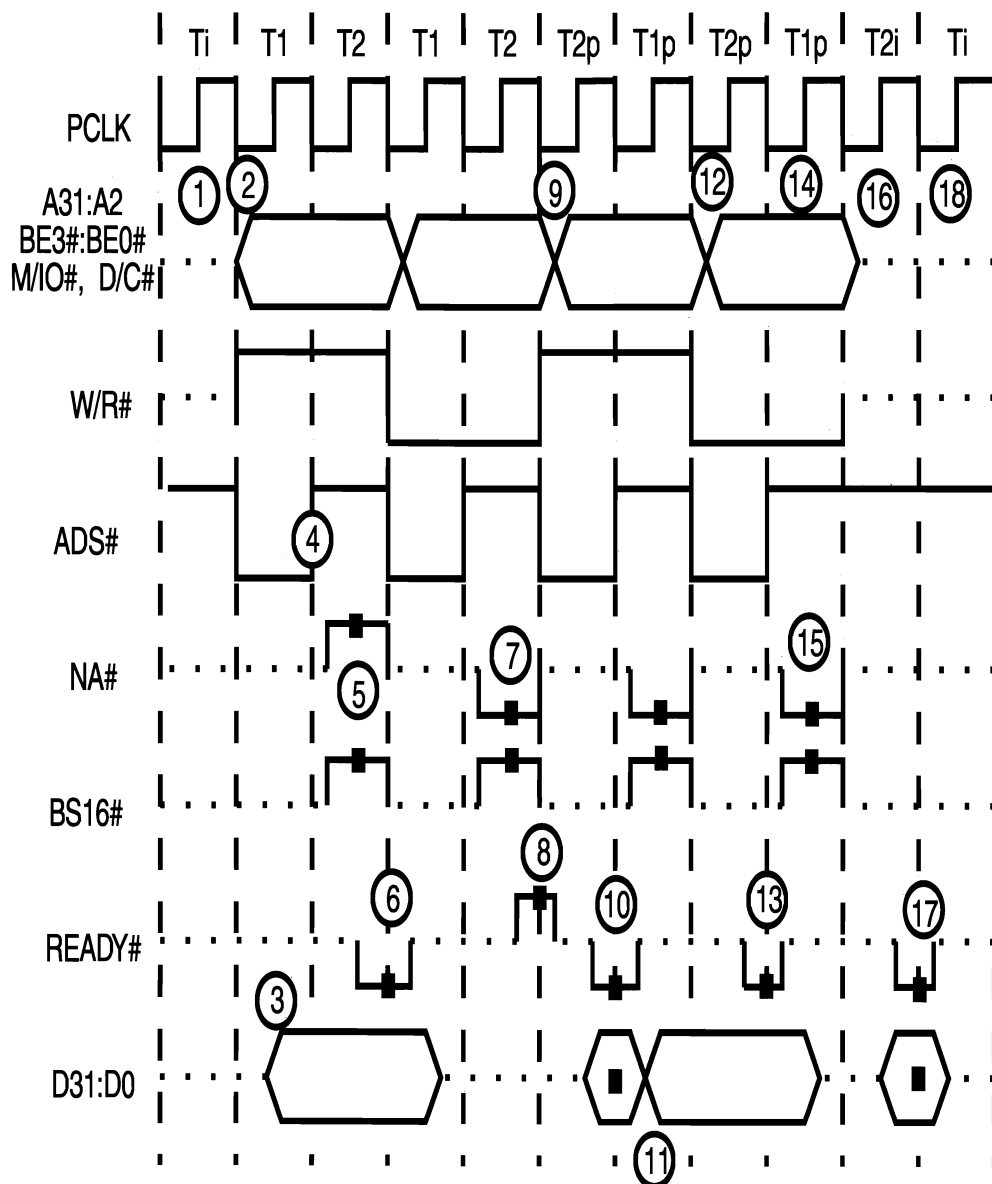 Ti T1 T2 T1 T2 T2p T1p T2p T1p T2i Ti
PCLK
1 2 9 12 14 16 18
A31:A2
BE3#:BE0#
M/IO#, D/C#
W/R#
ADS#
4
7 15
NA#
5
BS16#
8
6 10 13 17
READY#
3
D31:D0
11